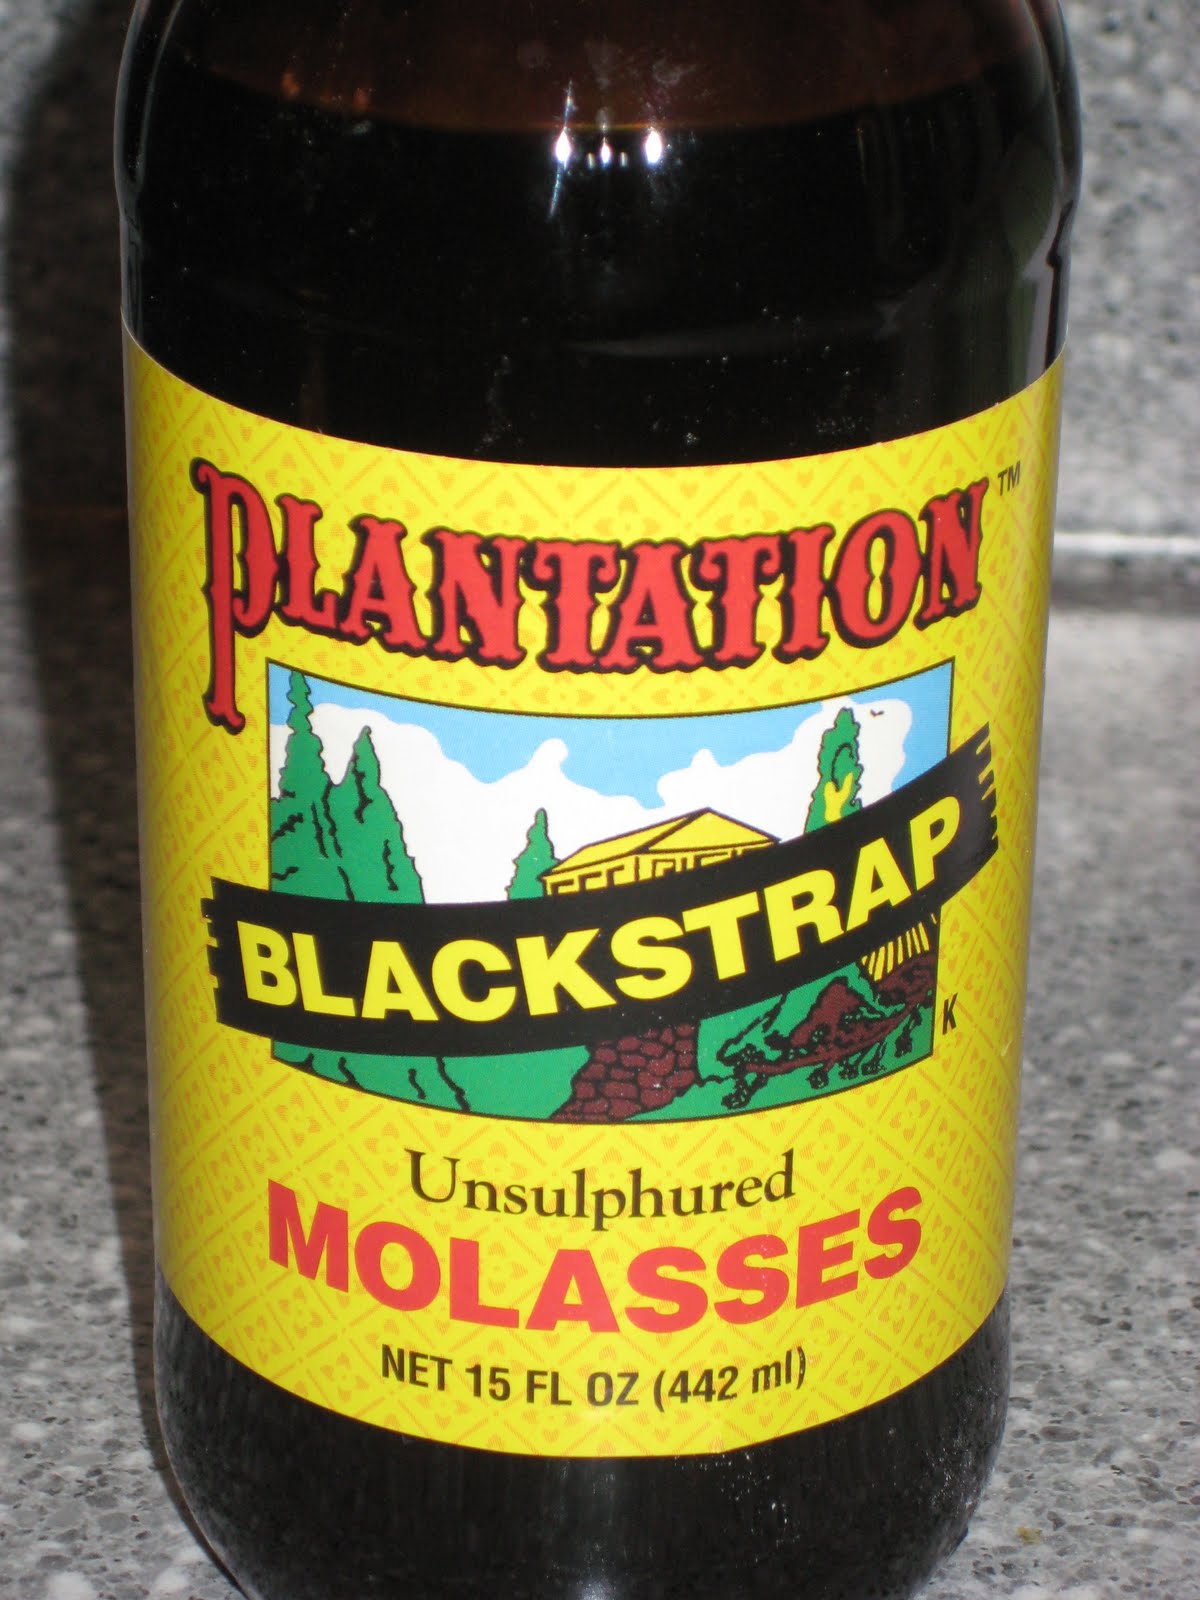 PLANTATION™
BLACKSTRAP
K
Unsulphured
MOLASSES
NET 15 FL OZ (442 ml)